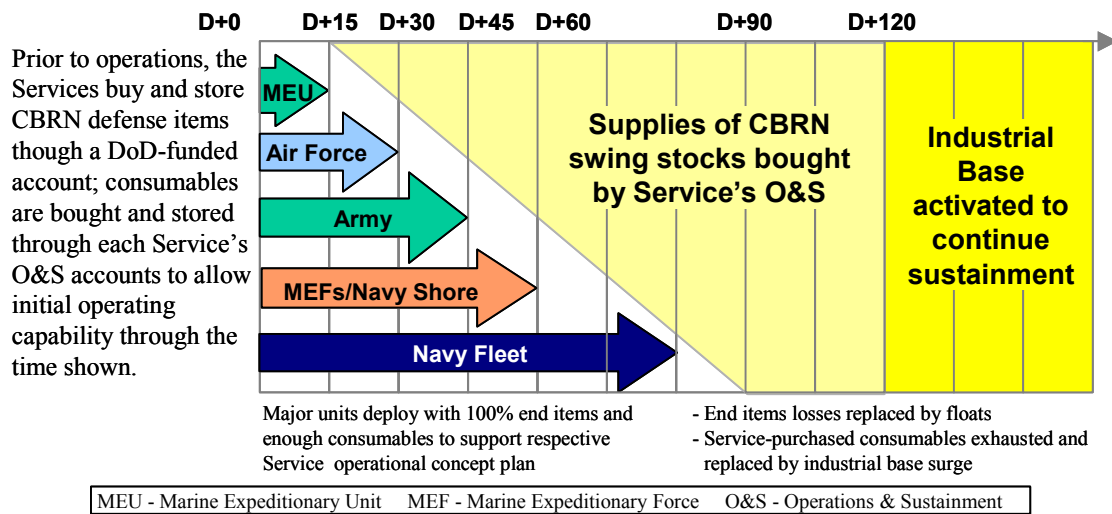 D+0 D+15 D+30 D+45 D+60 D+90 D+120
Prior to operations, the
Services buy and store
CBRN defense items
though a DoD-funded
account; consumables
are bought and stored
through each Service's
O&S accounts to allow
initial operating
capability through the
time shown.
MEU
Air Force
Army
MEFs/Navy Shore
Navy Fleet
Supplies of CBRN
swing stocks bought
by Service's O&S
Industrial
Base
activated to
continue
sustainment
Major units deploy with 100% end items and
enough consumables to support respective
Service operational concept plan
- End items losses replaced by floats
- Service-purchased consumables exhausted and
replaced by industrial base surge
MEU - Marine Expeditionary Unit MEF - Marine Expeditionary Force O&S - Operations & Sustainment